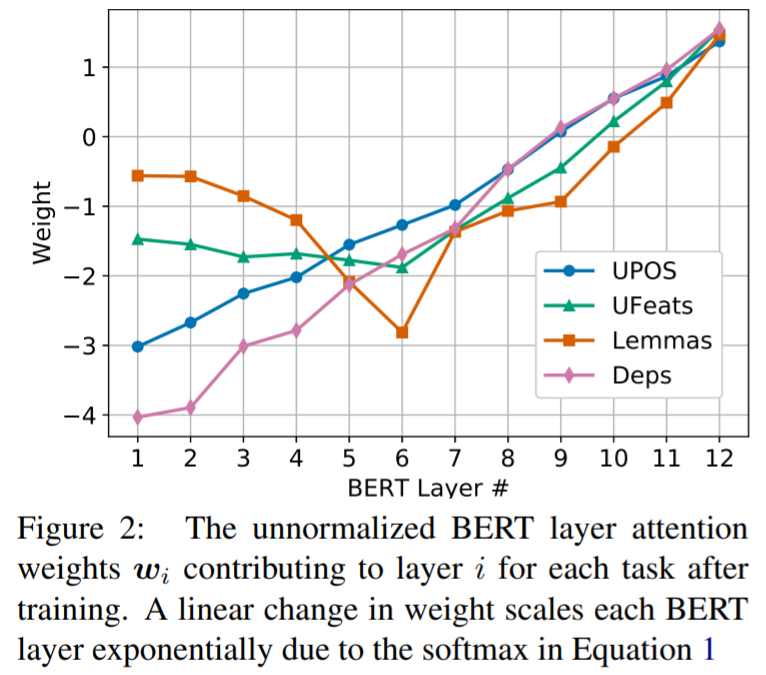 1
0
−1
−2
−3
−4
Weight
UPOS
UFeats
Lemmas
Deps
1 2 3 4 5 6 7 8 9 10 11 12
BERT Layer #
Figure 2: The unnormalized BERT layer attention
weights wᵢ contributing to layer i for each task after
training. A linear change in weight scales each BERT
layer exponentially due to the softmax in Equation 1